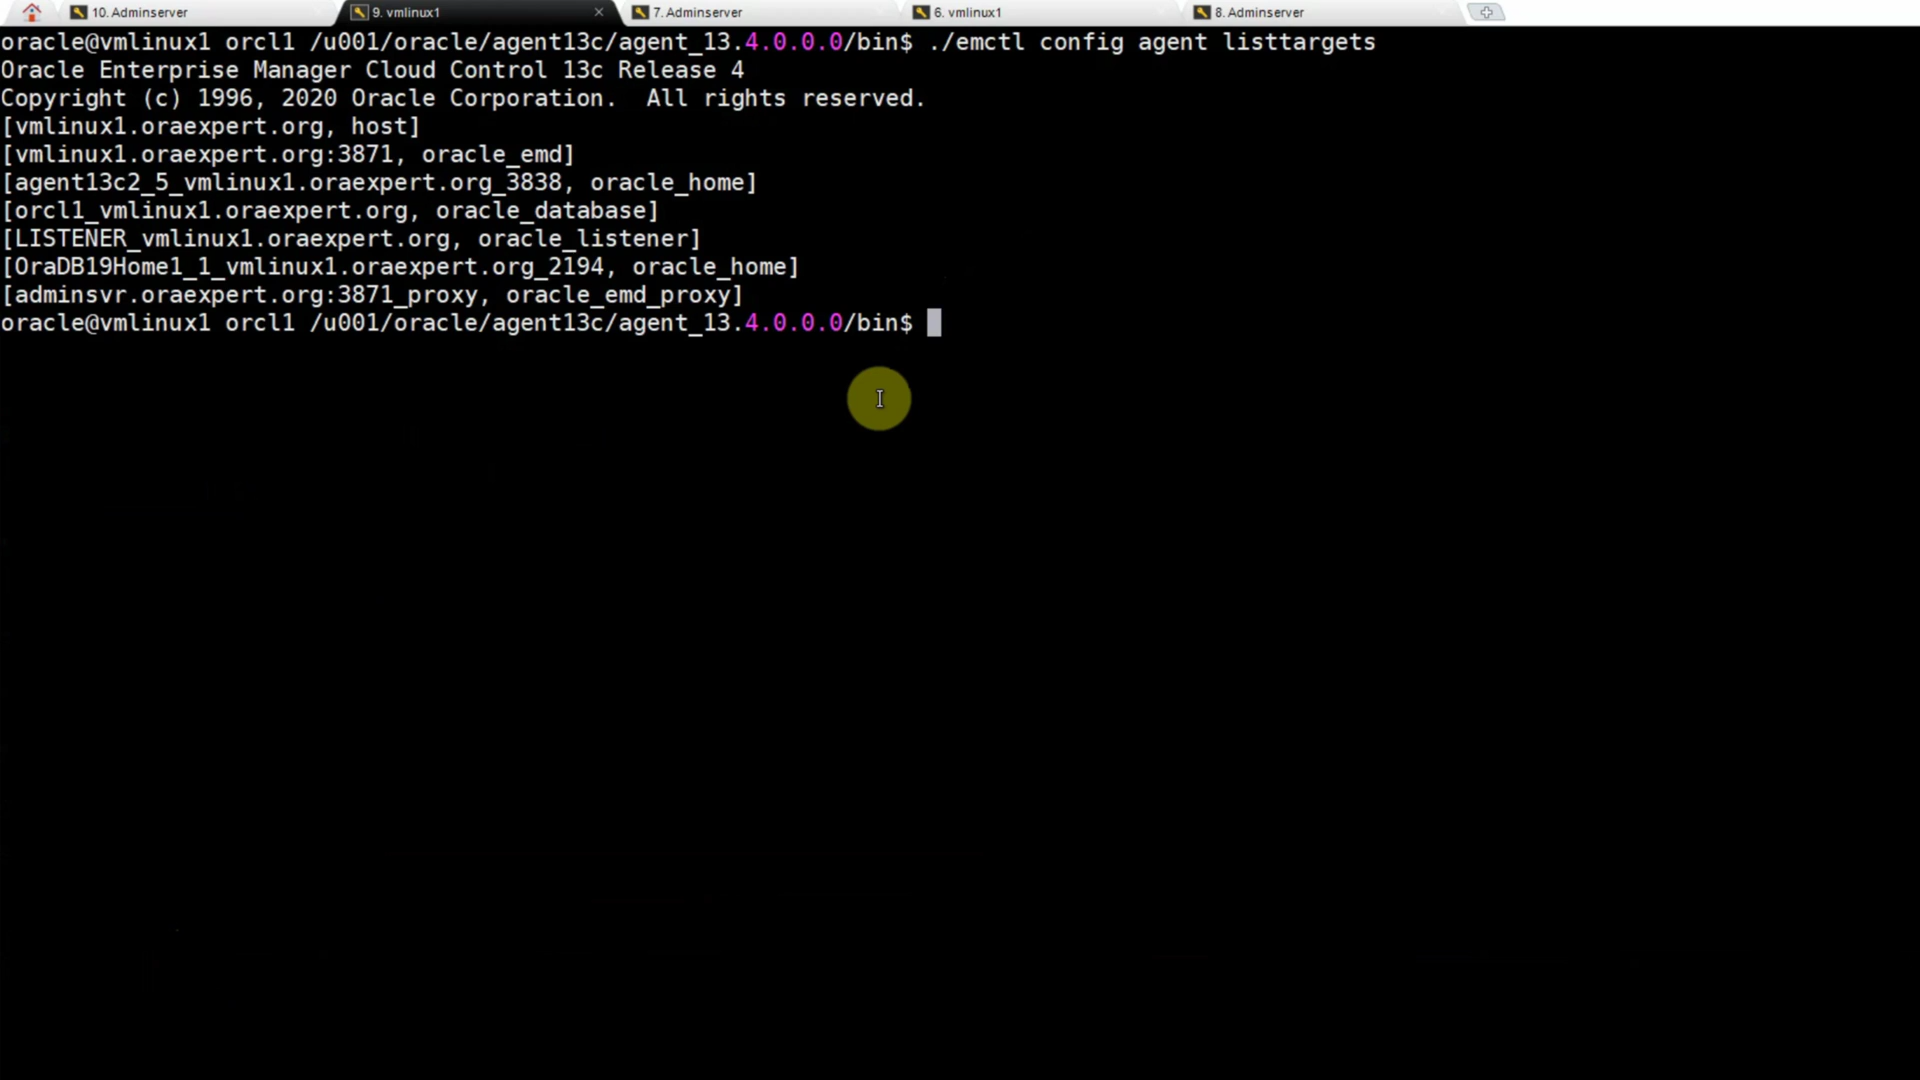 10. Adminserver 9. vmlinux1 7. Adminserver 6. vmlinux1 8. Adminserver
oracle@vmlinux1 orcl1 /u001/oracle/agent13c/agent_13.4.0.0.0/bin$ ./emctl config agent listtargets
Oracle Enterprise Manager Cloud Control 13c Release 4
Copyright (c) 1996, 2020 Oracle Corporation.  All rights reserved.
[vmlinux1.oraexpert.org, host]
[vmlinux1.oraexpert.org:3871, oracle_emd]
[agent13c2_5_vmlinux1.oraexpert.org_3838, oracle_home]
[orcl1_vmlinux1.oraexpert.org, oracle_database]
[LISTENER_vmlinux1.oraexpert.org, oracle_listener]
[OraDB19Home1_1_vmlinux1.oraexpert.org_2194, oracle_home]
[adminsvr.oraexpert.org:3871_proxy, oracle_emd_proxy]
oracle@vmlinux1 orcl1 /u001/oracle/agent13c/agent_13.4.0.0.0/bin$